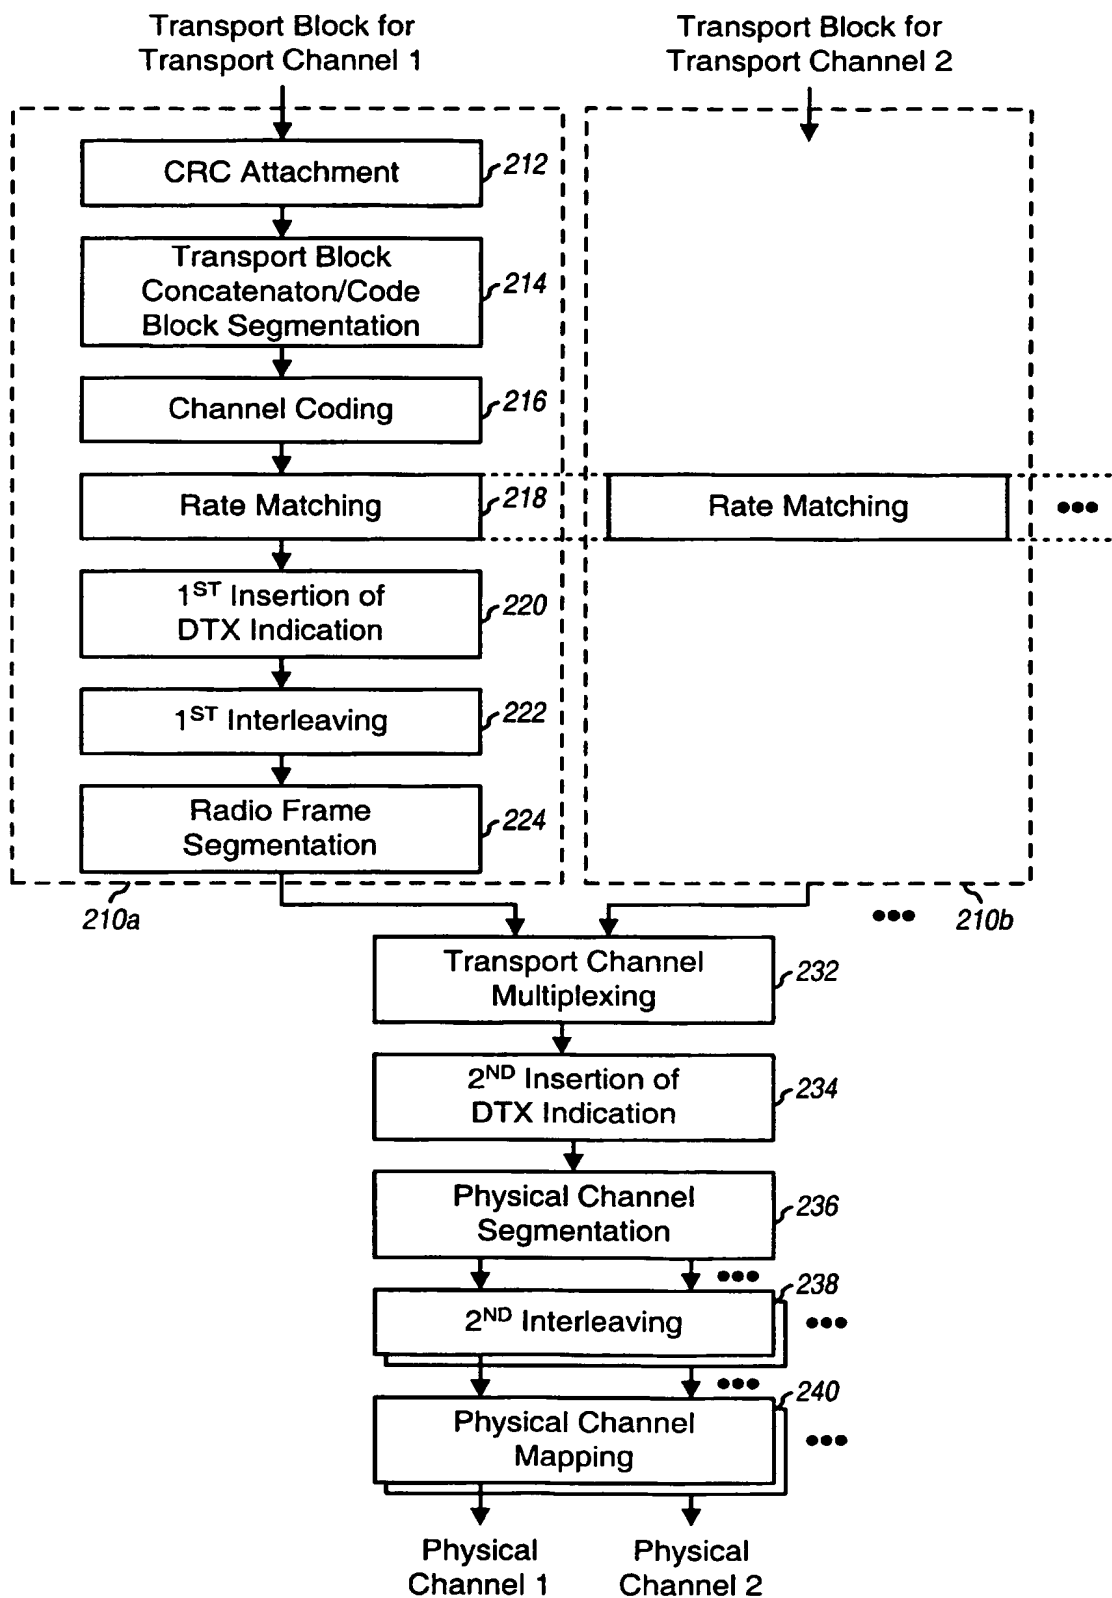 Transport Block for
Transport Channel 1
Transport Block for
Transport Channel 2
CRC Attachment
212
Transport Block
Concatenaton/Code
Block Segmentation
214
Channel Coding
216
Rate Matching
218
Rate Matching
1ST Insertion of
DTX Indication
220
1ST Interleaving
222
Radio Frame
Segmentation
224
210a
210b
Transport Channel
Multiplexing
232
2ND Insertion of
DTX Indication
234
Physical Channel
Segmentation
236
2ND Interleaving
238
Physical Channel
Mapping
240
Physical
Channel 1
Physical
Channel 2